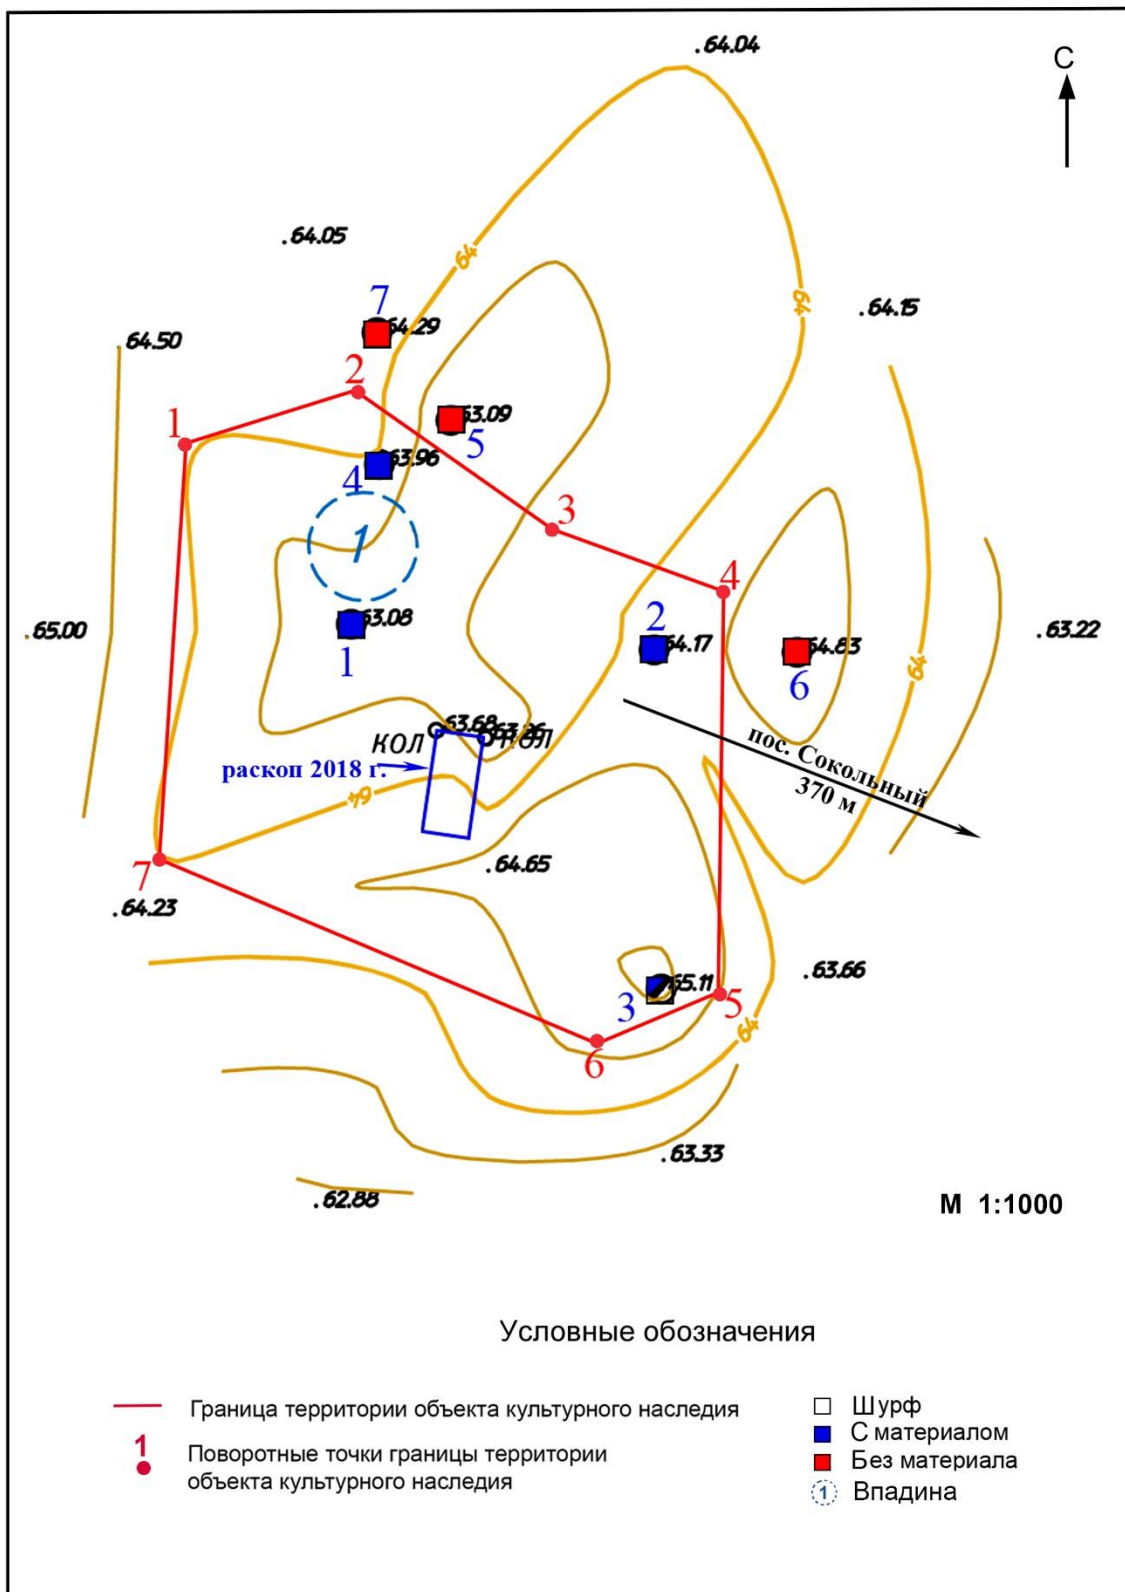 .64.04
С
.64.05
64
7
64.29
64
.64.15
64.50
2
1
63.09
5
63.96
4
3
1
4
63.08
1
2
64.17
64.83
6
.65.00
.63.22
64
63.68
КОЛ
раскоп 2018 г.
пос. Сокольный
370 м
64
.64.65
7
.64.23
.63.66
65.11
3
5
64
6
.63.33
.62.88
М 1:1000
Условные обозначения
Граница территории объекта культурного наследия
1
Поворотные точки границы территории
объекта культурного наследия
Шурф
С материалом
Без материала
1
Впадина